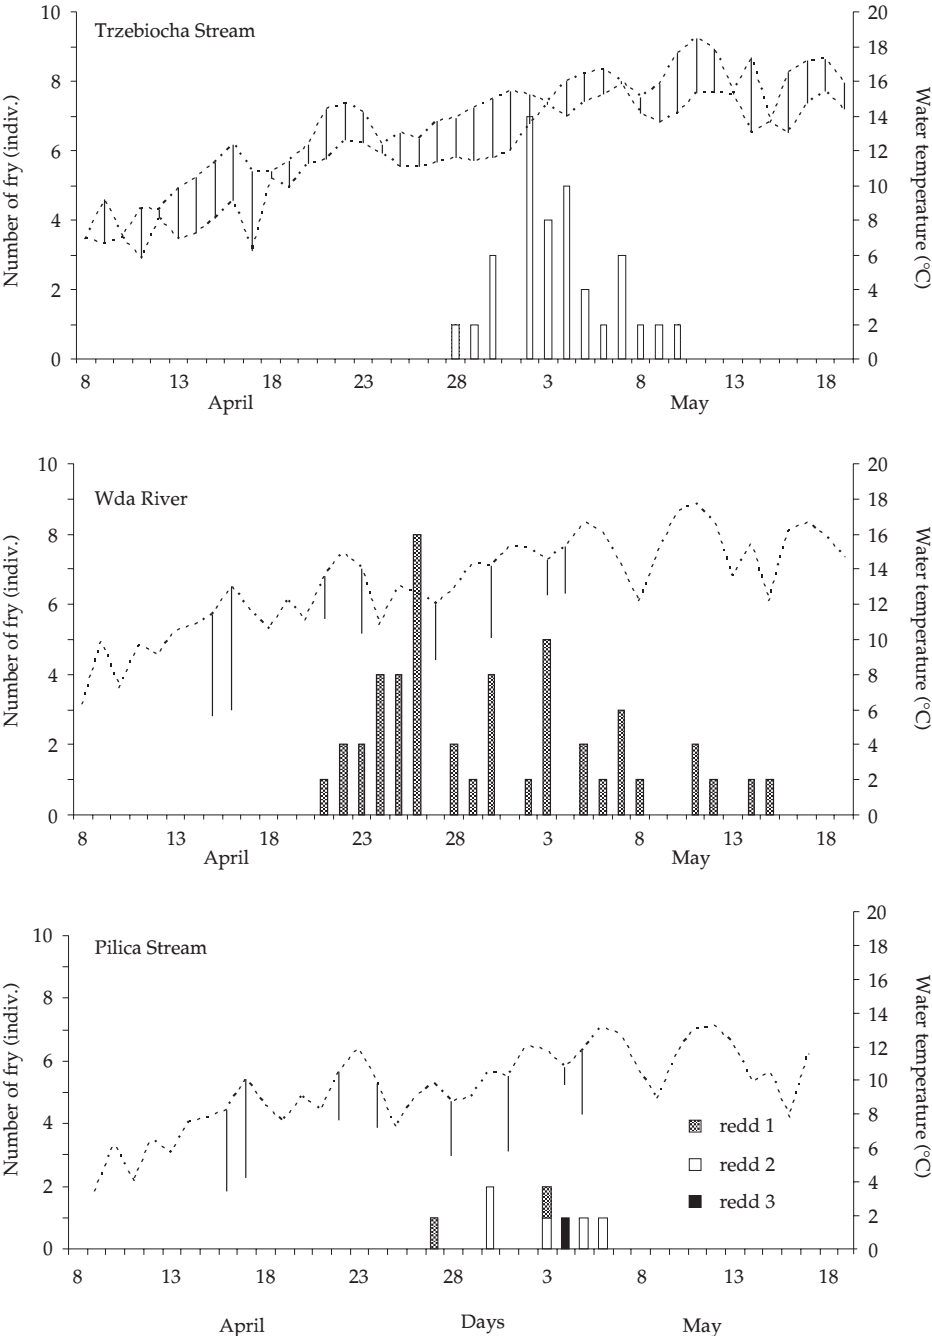 Trzebiocha Stream
Number of fry (indiv.)
10
8
6
4
2
0
Water temperature (°C)
20
18
16
14
12
10
8
6
4
2
0
8 13 18 23 28 3 8 13 18
April May
Wda River
Number of fry (indiv.)
10
8
6
4
2
0
Water temperature (°C)
20
18
16
14
12
10
8
6
4
2
0
8 13 18 23 28 3 8 13 18
April May
Pilica Stream
Number of fry (indiv.)
10
8
6
4
2
0
Water temperature (°C)
20
18
16
14
12
10
8
6
4
2
0
redd 1
redd 2
redd 3
8 13 18 23 28 3 8 13 18
April Days May